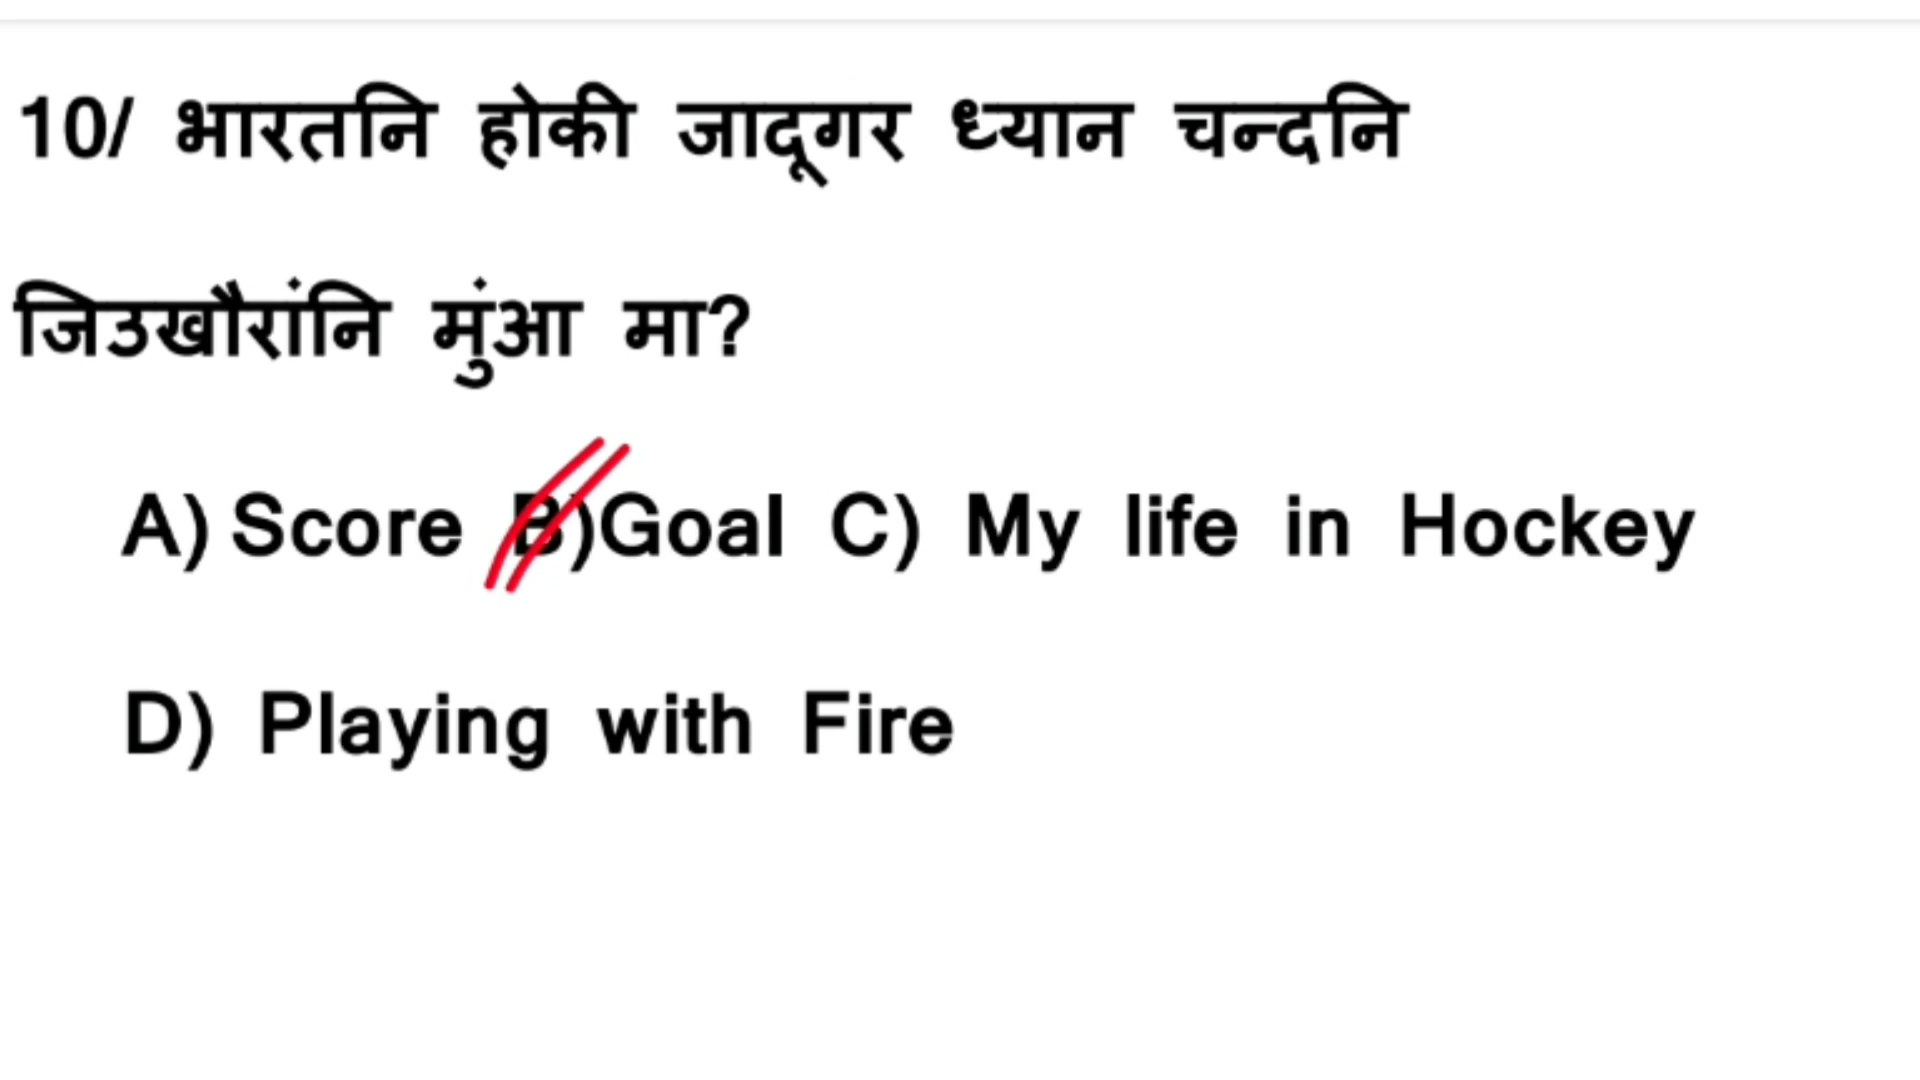 10/ भारतनि होकी जादूगर ध्यान चन्दनि
जिउखौरांनि मुंआ मा?
A) Score B)Goal C) My life in Hockey
D) Playing with Fire